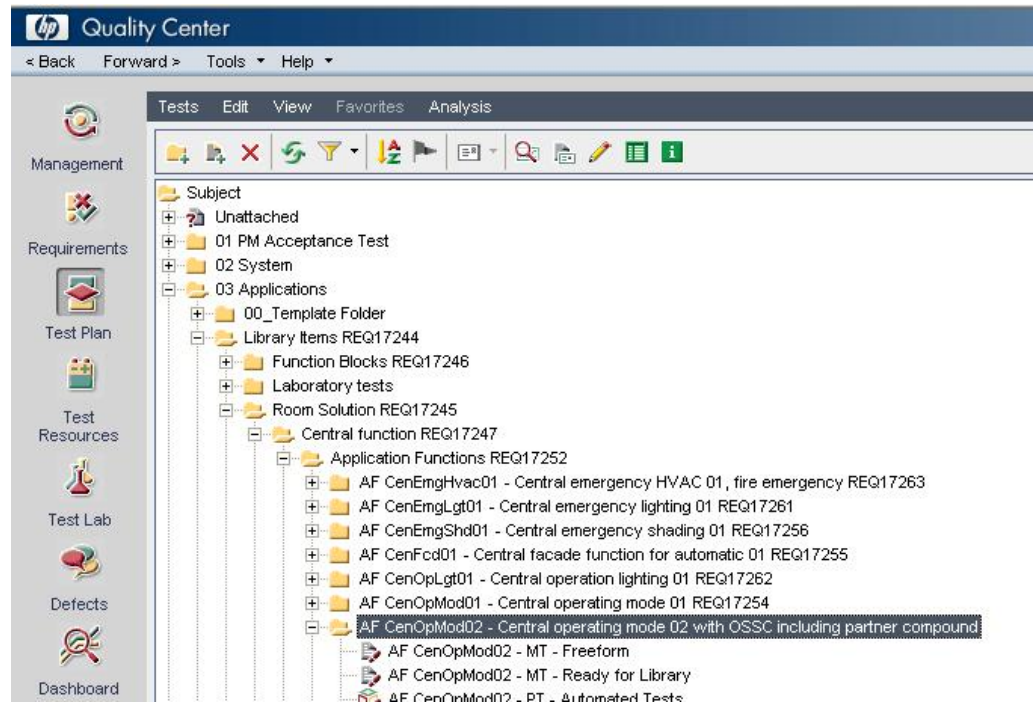 hp Quality Center
< Back Forward > Tools Help
Management
Requirements
Test Plan
Test
Resources
Test Lab
Defects
Dashboard
Tests Edit View Favorites Analysis
Subject
Unattached
01 PM Acceptance Test
02 System
03 Applications
00_Template Folder
Library Items REQ17244
Function Blocks REQ17246
Laboratory tests
Room Solution REQ17245
Central function REQ17247
Application Functions REQ17252
AF CenEmgHvac01 - Central emergency HVAC 01, fire emergency REQ17263
AF CenEmgLgt01 - Central emergency lighting 01 REQ17261
AF CenEmgShd01 - Central emergency shading 01 REQ17256
AF CenFcd01 - Central facade function for automatic 01 REQ17255
AF CenOpLgt01 - Central operation lighting 01 REQ17262
AF CenOpMod01 - Central operating mode 01 REQ17254
AF CenOpMod02 - Central operating mode 02 with OSSC including partner compound
AF CenOpMod02 - MT - Freeform
AF CenOpMod02 - MT - Ready for Library
AF CenOpMod02 - PT - Automated Tests